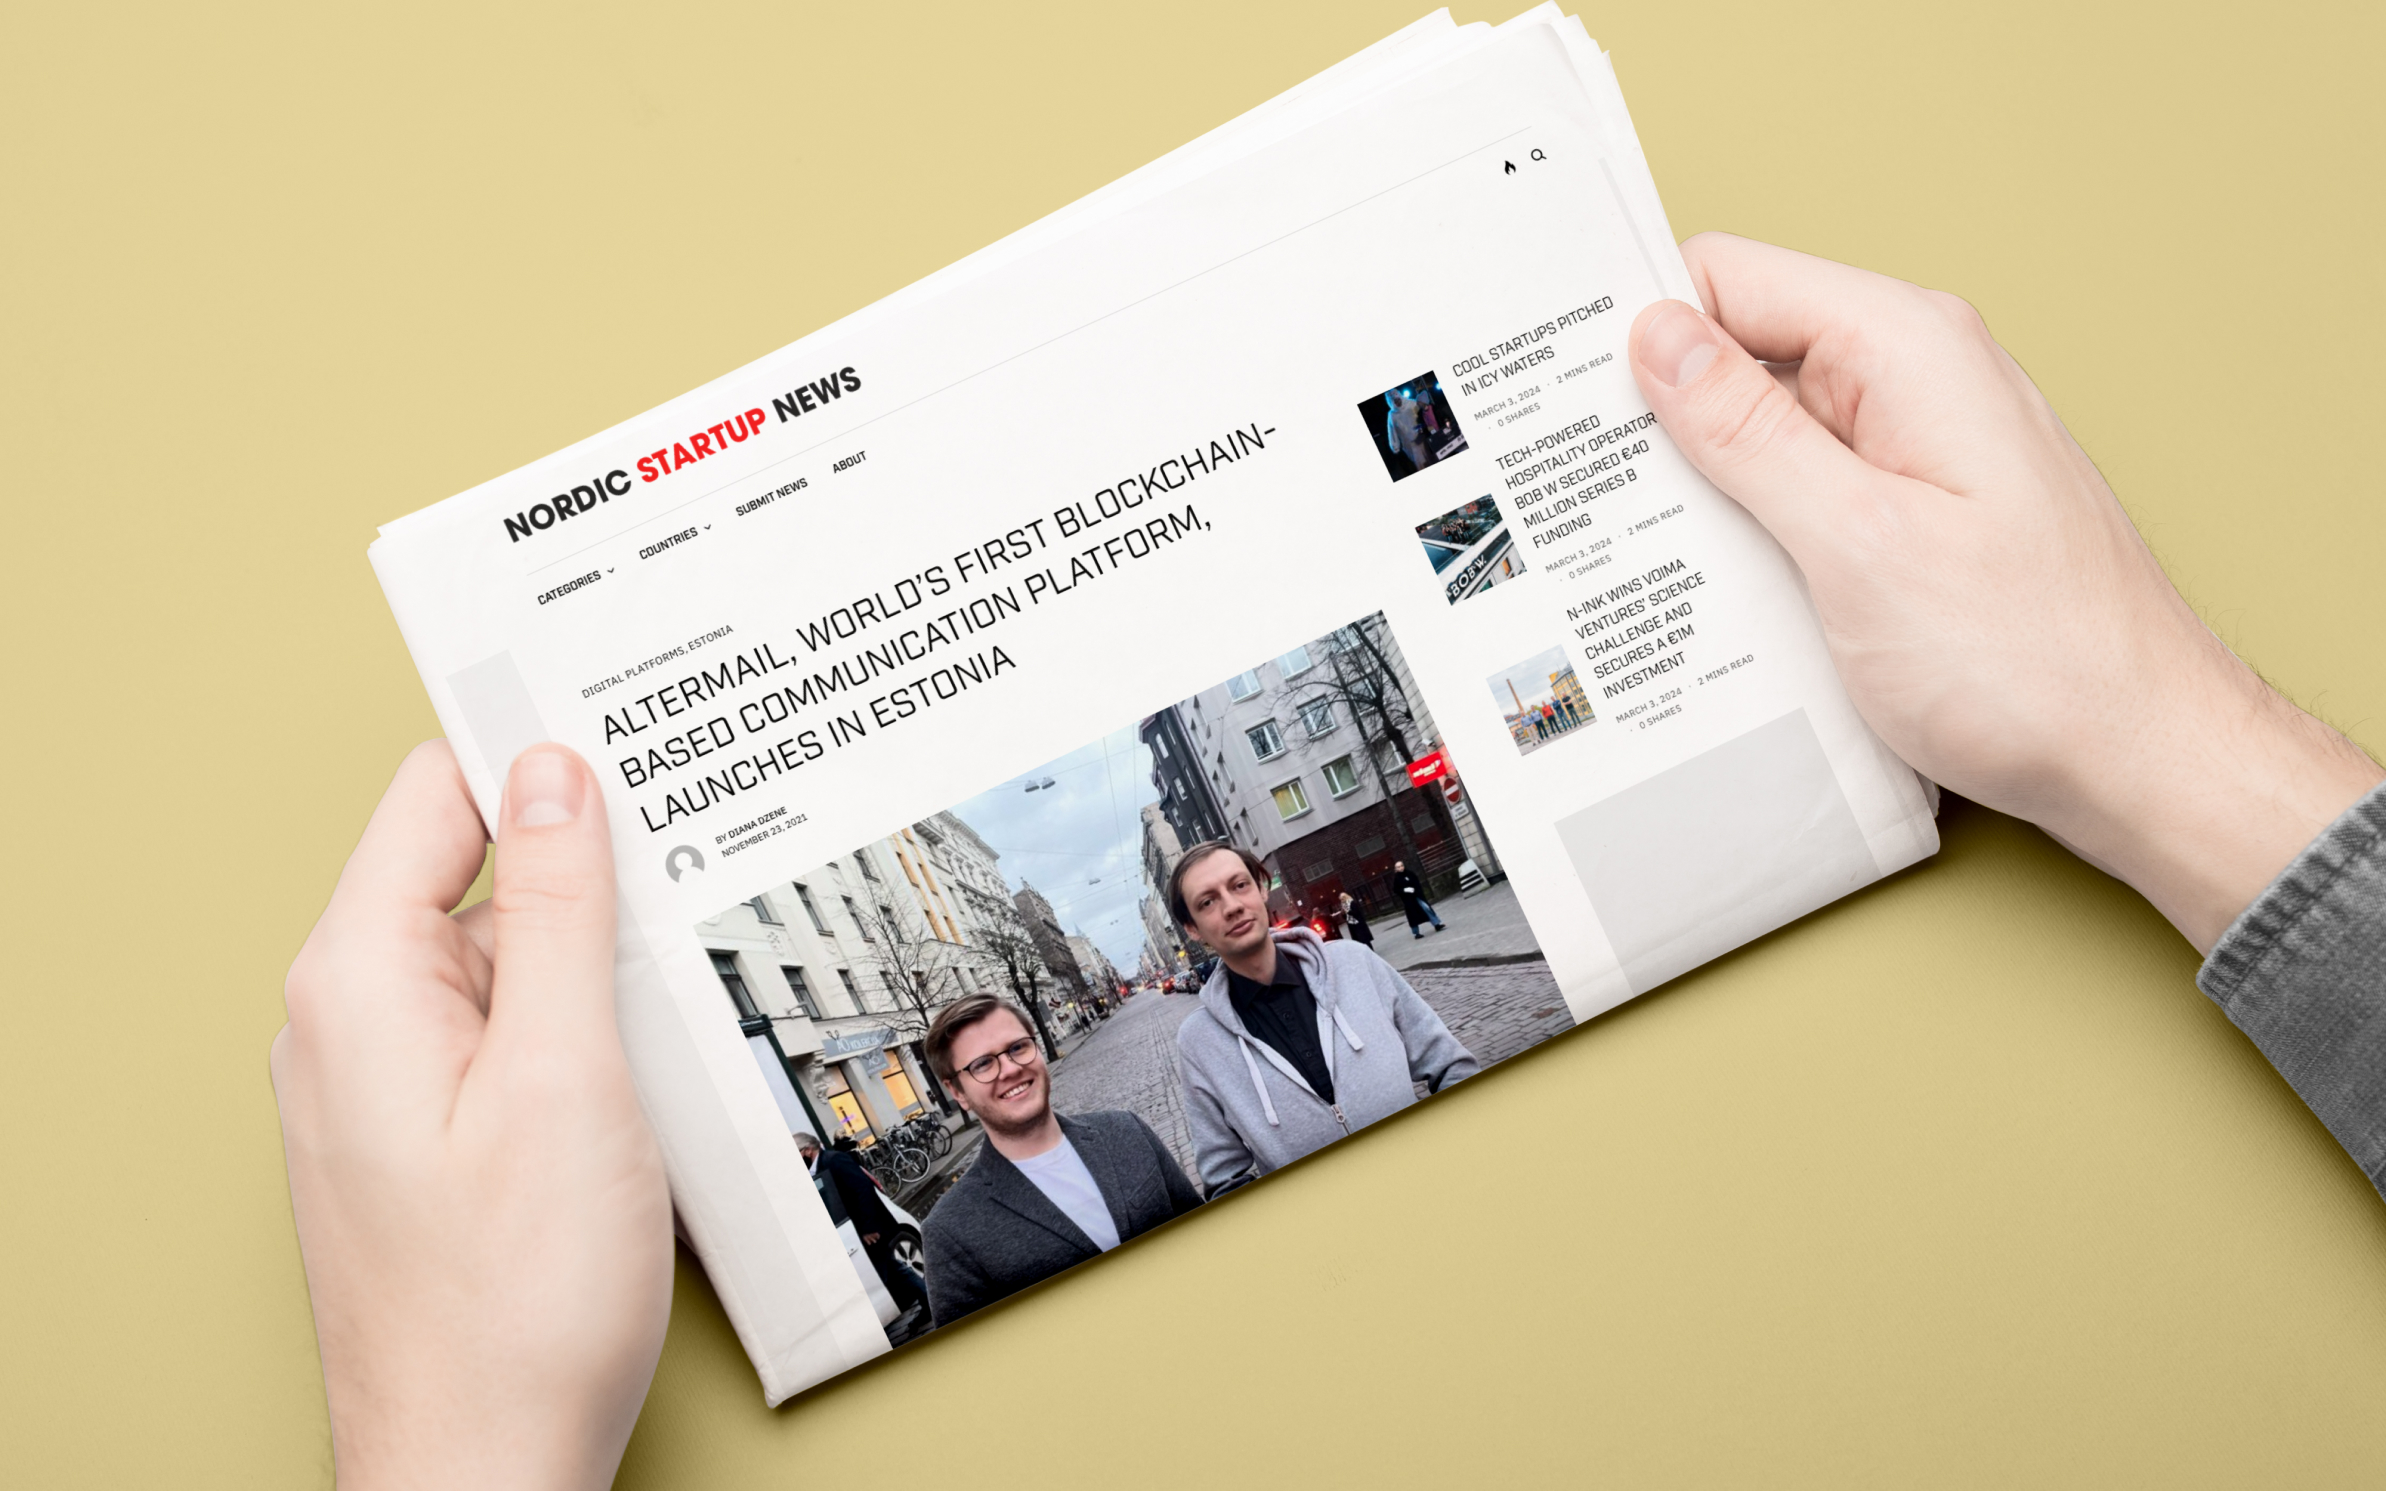 NORDIC STARTUP NEWS
CATEGORIES
COUNTRIES
SUBMIT NEWS
ABOUT
DIGITAL PLATFORMS, ESTONIA
ALTERMAIL, WORLD'S FIRST BLOCKCHAIN-
BASED COMMUNICATION PLATFORM,
LAUNCHES IN ESTONIA
BY DIANA DZENE
NOVEMBER 23, 2021
COOL STARTUPS PITCHED
IN ICY WATERS
MARCH 3, 2024 · 2 MINS READ
· 0 SHARES
TECH-POWERED
HOSPITALITY OPERATOR
BOB W SECURED €40
MILLION SERIES B
FUNDING
MARCH 3, 2024 · 2 MINS READ
· 0 SHARES
BOB W.
N-INK WINS VOIMA
VENTURES' SCIENCE
CHALLENGE AND
SECURES A €1M
INVESTMENT
MARCH 3, 2024 · 2 MINS READ
· 0 SHARES